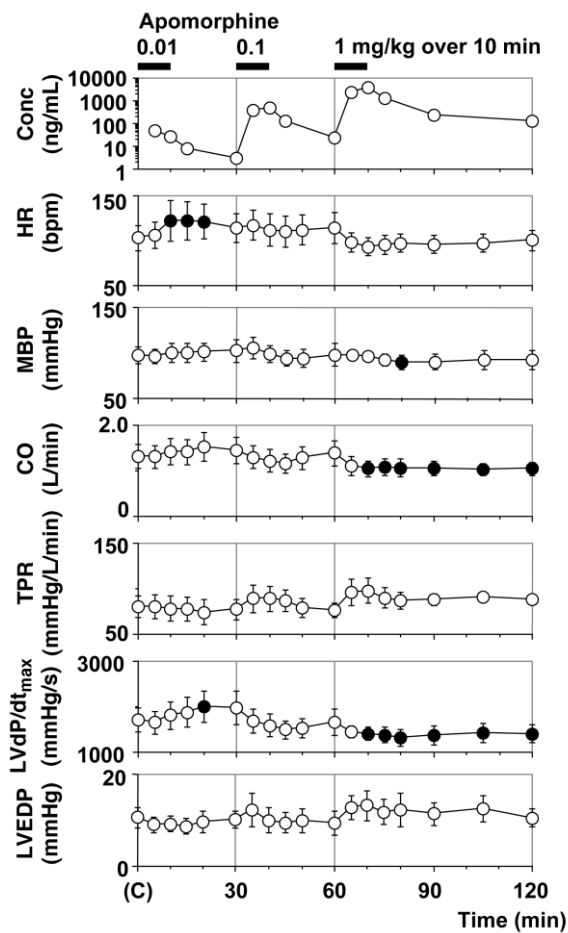 Apomorphine
0.01 0.1 1 mg/kg over 10 min
Conc
(ng/mL)
10000
1000
100
10
1
HR
(bpm)
150
50
MBP
(mmHg)
150
50
CO
(L/min)
2.0
0
TPR
(mmHg/L/min)
150
50
LVdP/dtmax
(mmHg/s)
3000
1000
LVEDP
(mmHg)
20
0
(C) 30 60 90 120
Time (min)